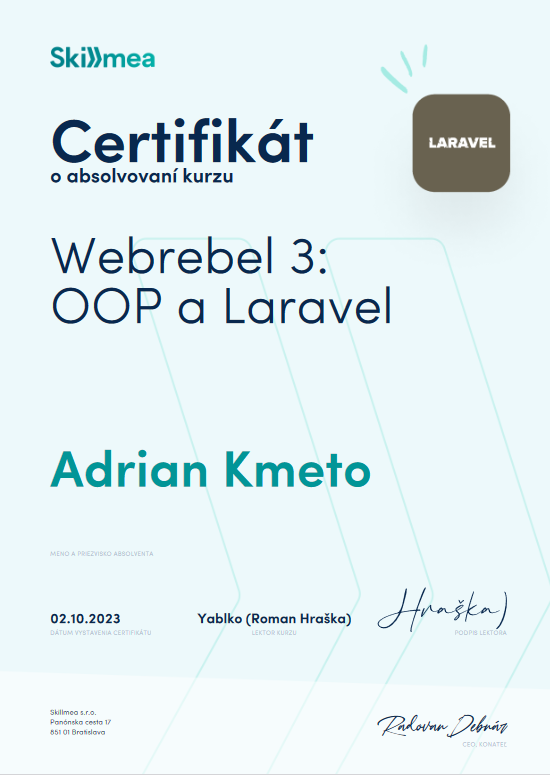 Skillmea
LARAVEL
Certifikát
o absolvovaní kurzu
Webrebel 3:
OOP a Laravel
Adrian Kmeto
MENO A PRIEZVISKO ABSOLVENTA
Hraška
02.10.2023
Yablko (Roman Hraška)
DÁTUM VYSTAVENIA CERTIFIKÁTU
LEKTOR KURZU
PODPIS LEKTORA
Skillmea s.r.o.
Panónska cesta 17
851 01 Bratislava
Radovan Debnár
CEO, KONATEĽ